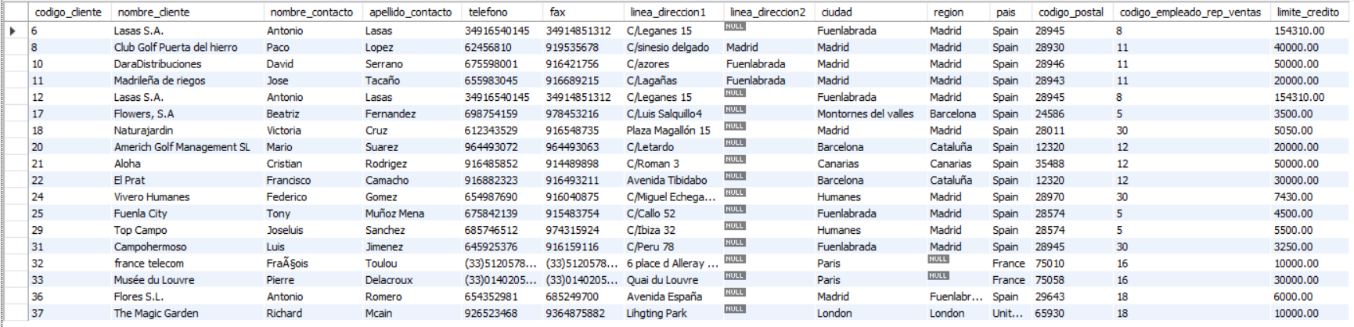 codigo_cliente nombre_cliente nombre_contacto apellido_contacto telefono fax linea_direccion1 linea_direccion2 ciudad region pais codigo_postal codigo_empleado_rep_ventas limite_credito
6 Lasas S.A. Antonio Lasas 34916540145 34914851312 C/Leganes 15 NULL Fuenlabrada Madrid Spain 28945 8 154310.00
8 Club Golf Puerta del hierro Paco Lopez 62456810 919535678 C/sinesio delgado Madrid Madrid Madrid Spain 28930 11 40000.00
10 DaraDistribuciones David Serrano 675598001 916421756 C/azores Fuenlabrada Madrid Madrid Spain 28946 11 50000.00
11 Madrileña de riegos Jose Tacaño 655983045 916689215 C/Lagañas Fuenlabrada Madrid Madrid Spain 28943 11 20000.00
12 Lasas S.A. Antonio Lasas 34916540145 34914851312 C/Leganes 15 NULL Fuenlabrada Madrid Spain 28945 8 154310.00
17 Flowers, S.A Beatriz Fernandez 698754159 978453216 C/Luis Salquillo4 NULL Montornes del valles Barcelona Spain 24586 5 3500.00
18 Naturajardin Victoria Cruz 612343529 916548735 Plaza Magallón 15 NULL Madrid Madrid Spain 28011 30 5050.00
20 Americh Golf Management SL Mario Suarez 964493072 964493063 C/Letardo NULL Barcelona Cataluña Spain 12320 12 20000.00
21 Aloha Cristian Rodrigez 916485852 914489898 C/Roman 3 NULL Canarias Canarias Spain 35488 12 50000.00
22 El Prat Francisco Camacho 916882323 916493211 Avenida Tibidabo NULL Barcelona Cataluña Spain 12320 12 30000.00
24 Vivero Humanes Federico Gomez 654987690 916040875 C/Miguel Echega... NULL Humanes Madrid Spain 28970 30 7430.00
25 Fuenla City Tony Muñoz Mena 675842139 915483754 C/Callo 52 NULL Fuenlabrada Madrid Spain 28574 5 4500.00
29 Top Campo Joseluis Sanchez 685746512 974315924 C/Ibiza 32 NULL Humanes Madrid Spain 28574 5 5500.00
31 Campohermoso Luis Jimenez 645925376 916159116 C/Peru 78 NULL Fuenlabrada Madrid Spain 28945 30 3250.00
32 france telecom FraÃ§ois Toulou (33)5120578... (33)5120578... 6 place d Alleray ... NULL Paris NULL France 75010 16 10000.00
33 Musée du Louvre Pierre Delacroux (33)0140205... (33)0140205... Quai du Louvre NULL Paris NULL France 75058 16 30000.00
36 Flores S.L. Antonio Romero 654352981 685249700 Avenida España NULL Madrid Fuenlabr... Spain 29643 18 6000.00
37 The Magic Garden Richard Mcain 926523468 9364875882 Lihgting Park NULL London London Unit... 65930 18 10000.00